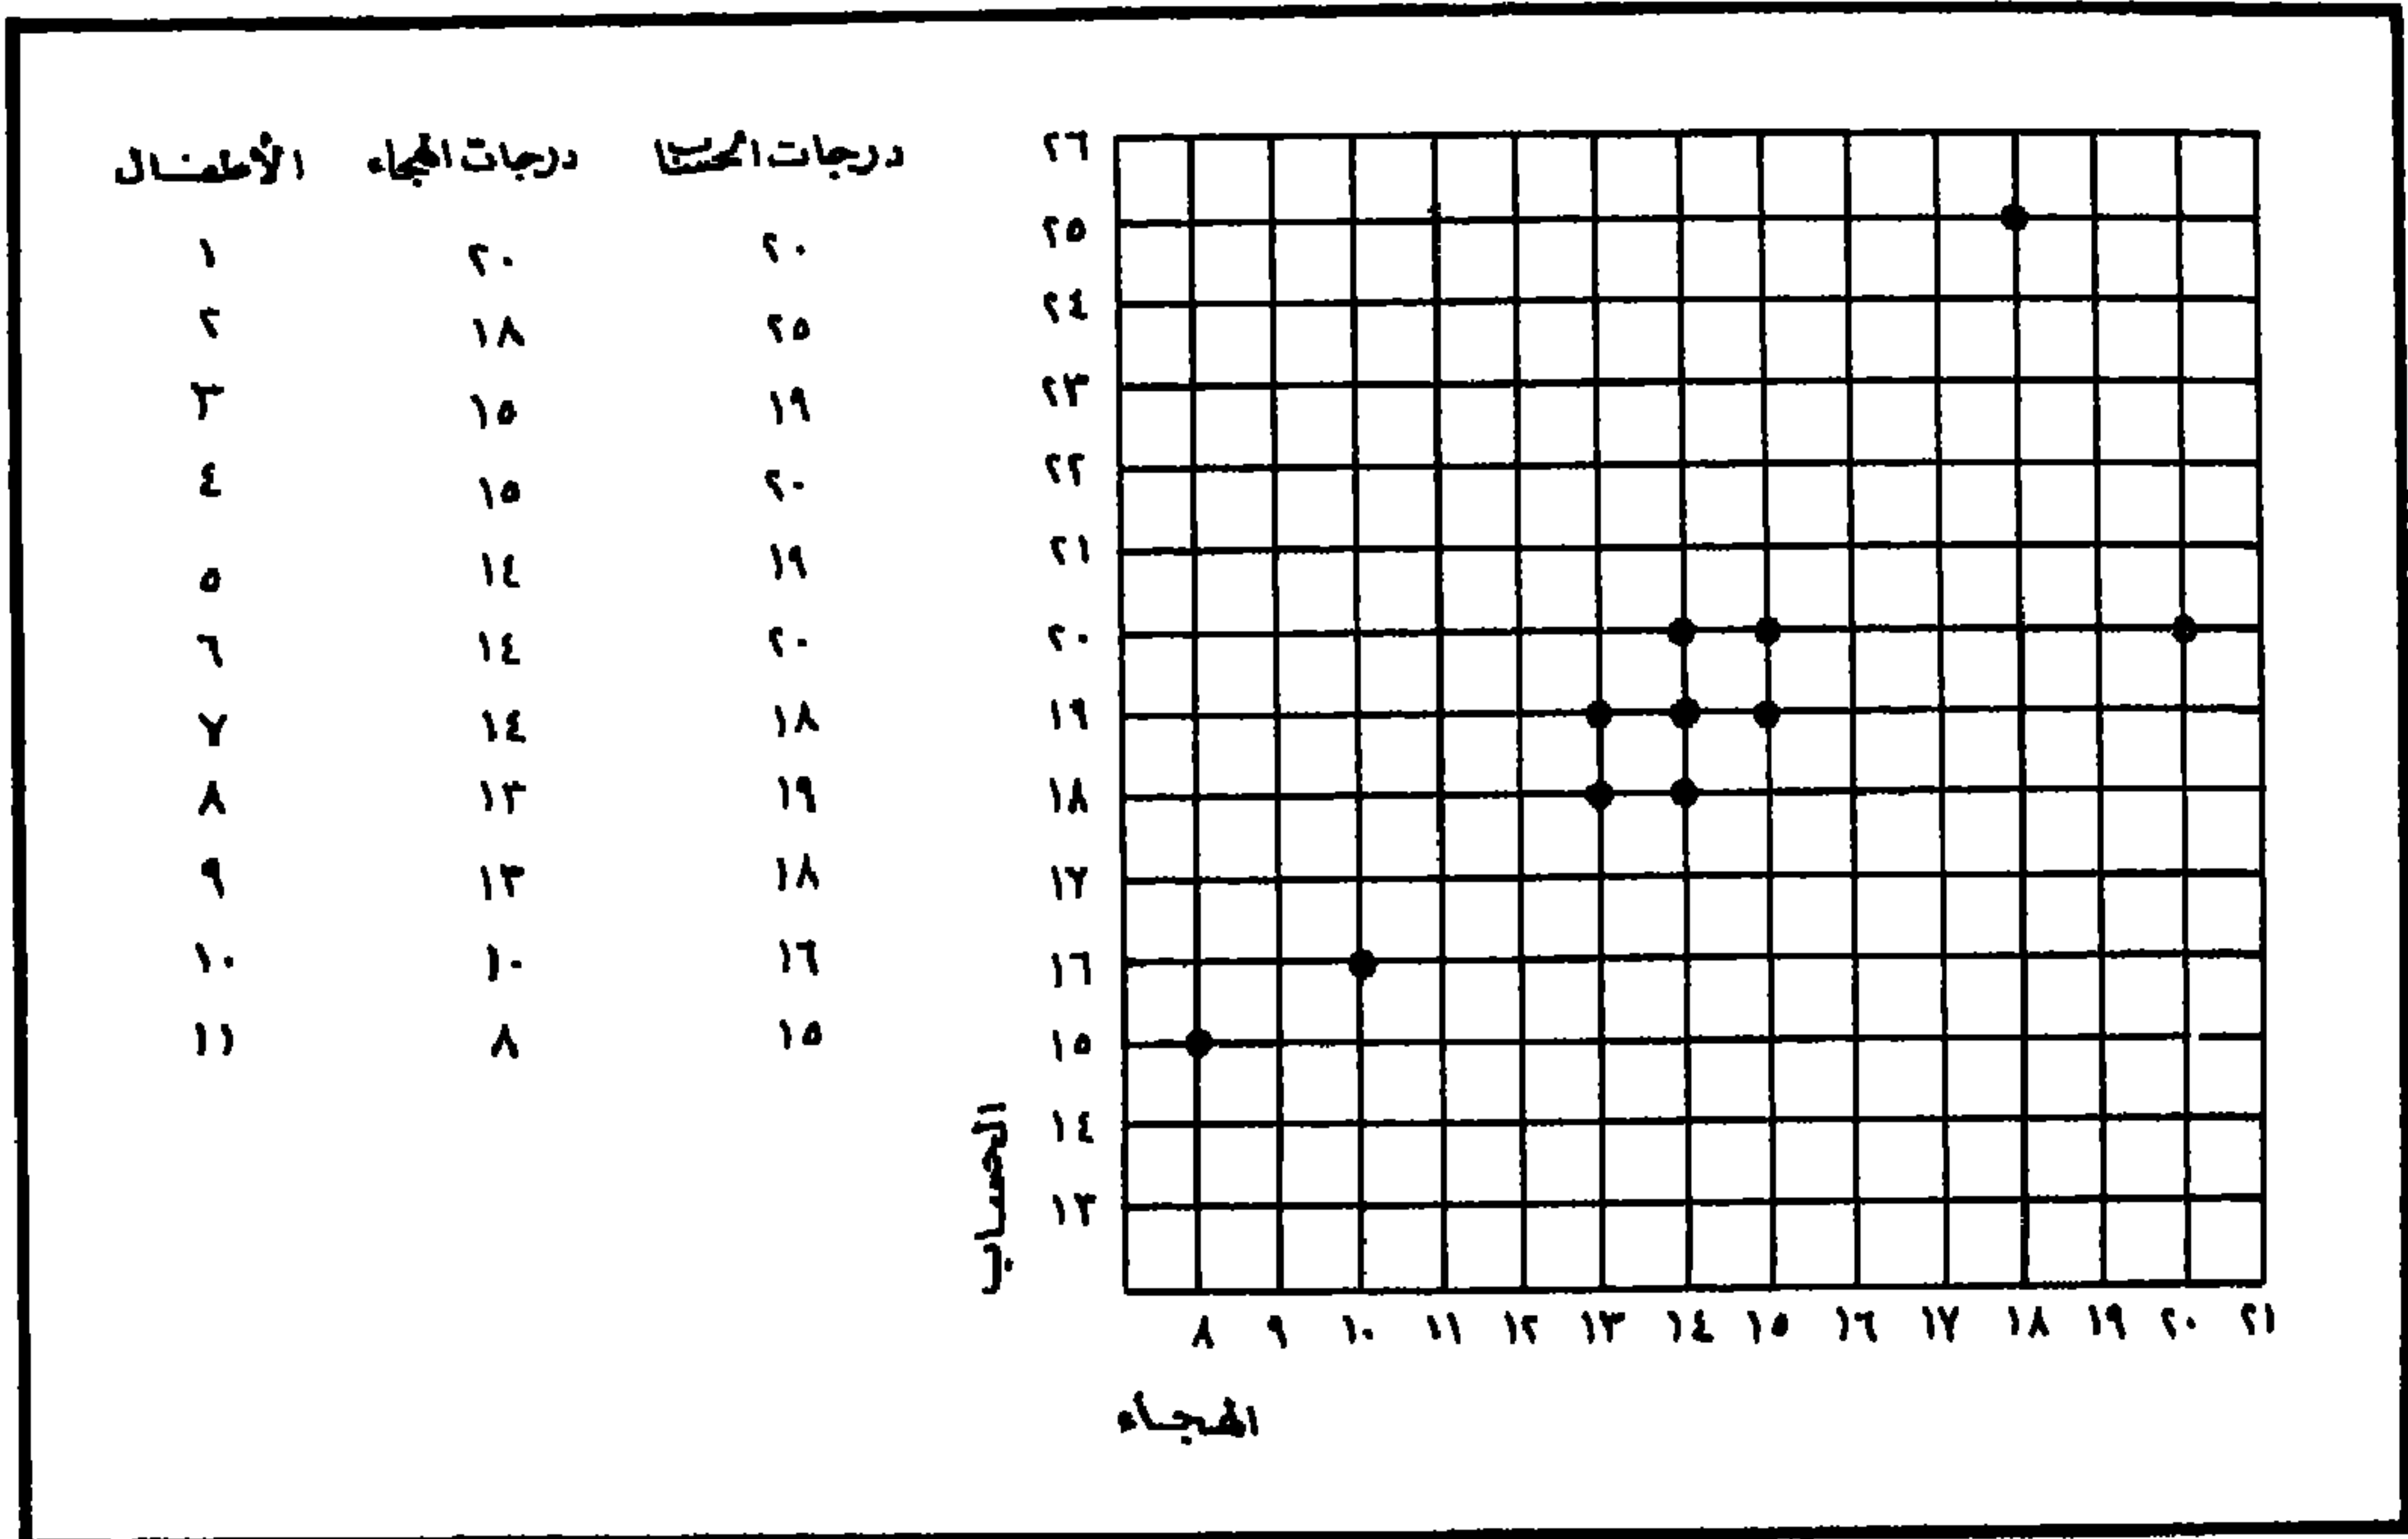 درجات الحساب درجات الهجاء الأطفال
٢٠ ٢٠ ١
٢٥ ١٨ ٢
١٩ ١٥ ٣
٢٠ ١٥ ٤
١٩ ١٤ ٥
٢٠ ١٤ ٦
١٨ ١٤ ٧
١٩ ١٣ ٨
١٨ ١٣ ٩
١٦ ١٠ ١٠
١٥ ٨ ١١
٢٦
٢٥
٢٤
٢٣
٢٢
٢١
٢٠
١٩
١٨
١٧
١٦
١٥
١٤
١٣
الحساب
٨ ٩ ١٠ ١١ ١٢ ١٣ ١٤ ١٥ ١٦ ١٧ ١٨ ١٩ ٢٠ ٢١
الهجاء